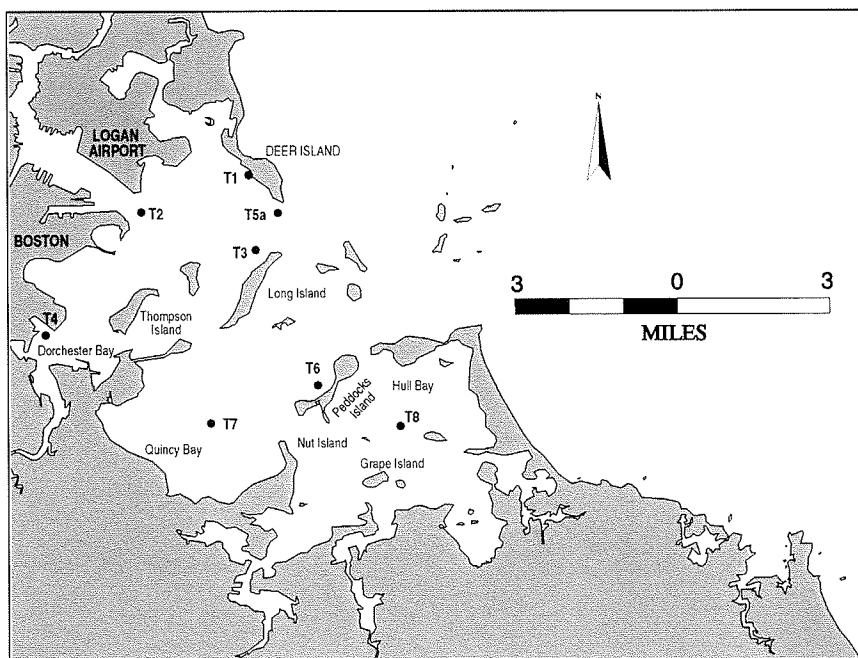 N
LOGAN
AIRPORT
DEER ISLAND
T1
T2
T5a
BOSTON
T3
3 0 3
MILES
Long Island
Thompson
Island
T4
Dorchester Bay
T6
Hull Bay
Peddocks
Island
T7
T8
Nut Island
Quincy Bay
Grape Island